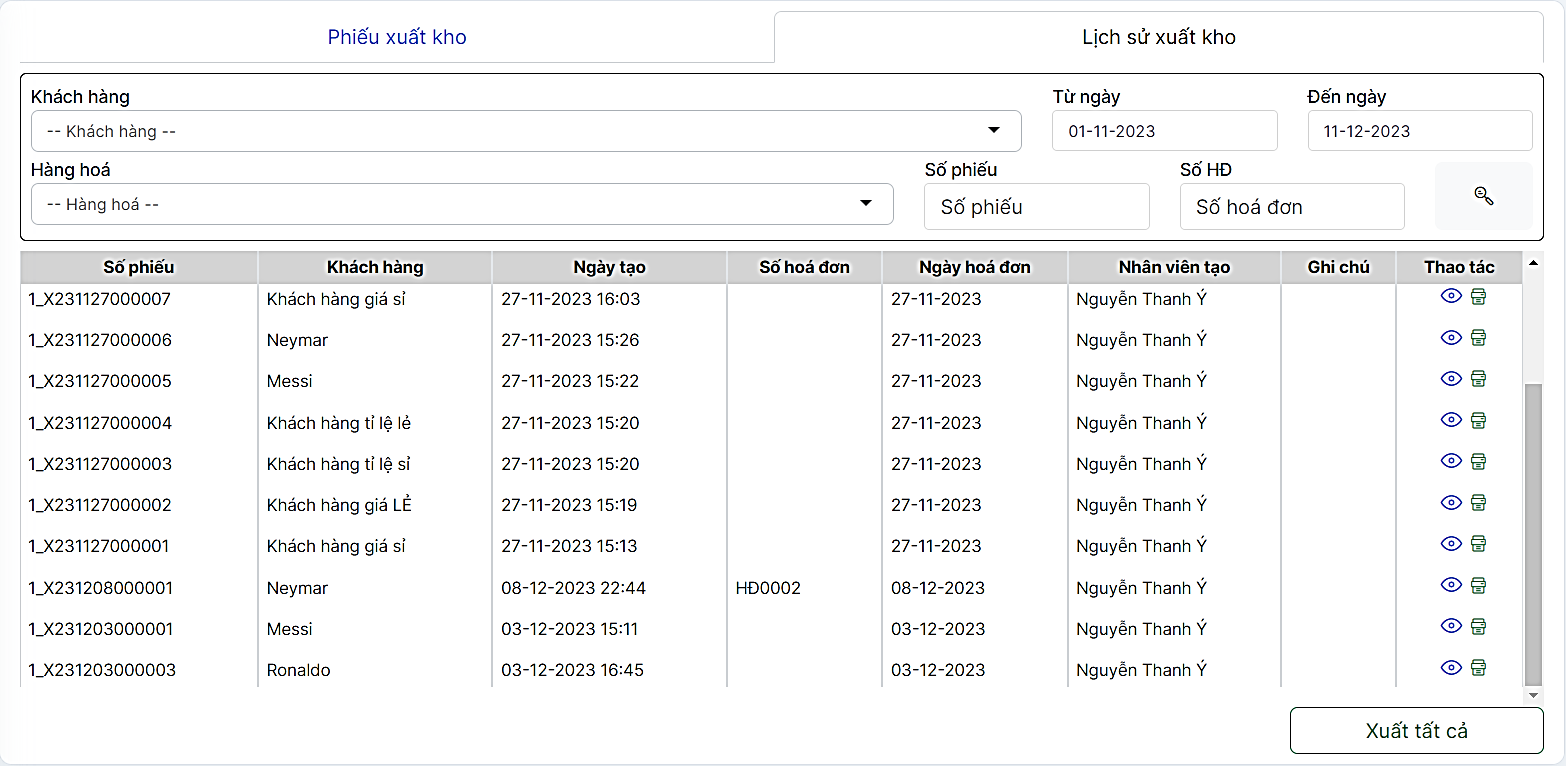 Phiếu xuất kho Lịch sử xuất kho
Khách hàng Từ ngày Đến ngày
-- Khách hàng -- 01-11-2023 11-12-2023
Hàng hoá Số phiếu Số HĐ
-- Hàng hoá -- Số phiếu Số hoá đơn
Số phiếu Khách hàng Ngày tạo Số hoá đơn Ngày hoá đơn Nhân viên tạo Ghi chú Thao tác
1_X231127000007 Khách hàng giá sỉ 27-11-2023 16:03 27-11-2023 Nguyễn Thanh Ý
1_X231127000006 Neymar 27-11-2023 15:26 27-11-2023 Nguyễn Thanh Ý
1_X231127000005 Messi 27-11-2023 15:22 27-11-2023 Nguyễn Thanh Ý
1_X231127000004 Khách hàng tỉ lệ lẻ 27-11-2023 15:20 27-11-2023 Nguyễn Thanh Ý
1_X231127000003 Khách hàng tỉ lệ sỉ 27-11-2023 15:20 27-11-2023 Nguyễn Thanh Ý
1_X231127000002 Khách hàng giá LẺ 27-11-2023 15:19 27-11-2023 Nguyễn Thanh Ý
1_X231127000001 Khách hàng giá sỉ 27-11-2023 15:13 27-11-2023 Nguyễn Thanh Ý
1_X231208000001 Neymar 08-12-2023 22:44 HĐ0002 08-12-2023 Nguyễn Thanh Ý
1_X231203000001 Messi 03-12-2023 15:11 03-12-2023 Nguyễn Thanh Ý
1_X231203000003 Ronaldo 03-12-2023 16:45 03-12-2023 Nguyễn Thanh Ý
Xuất tất cả